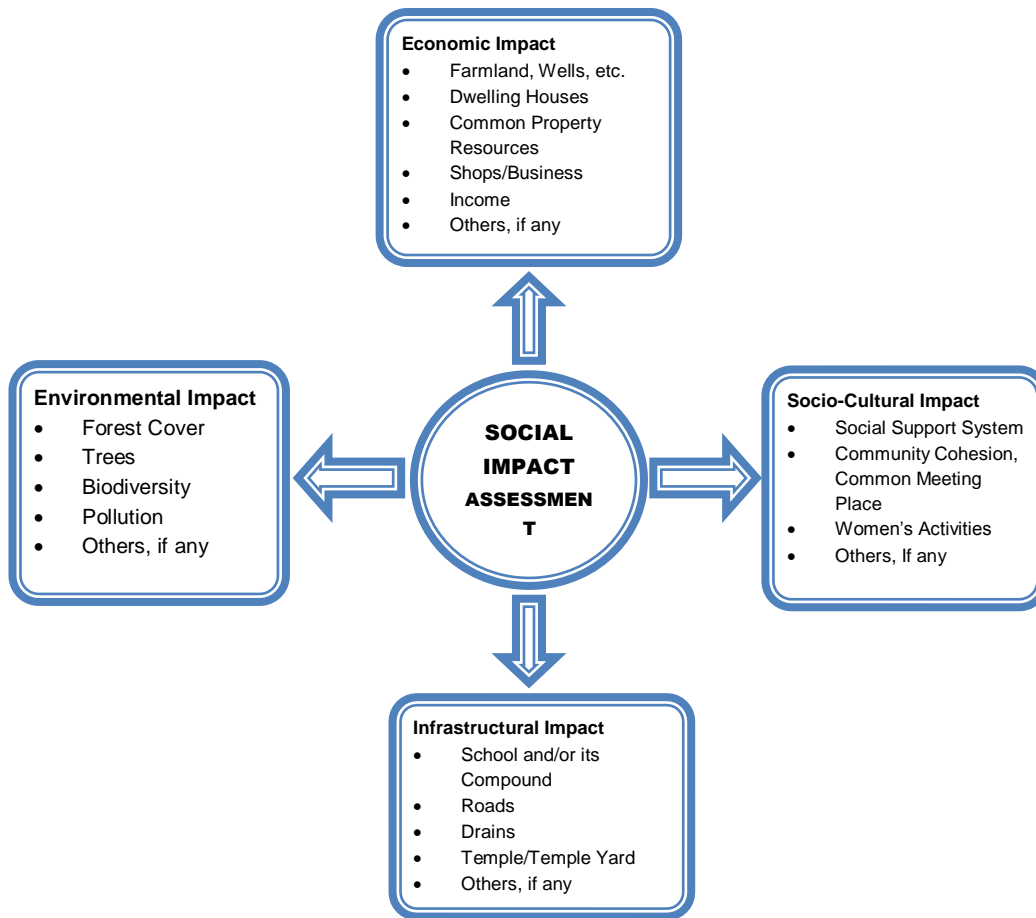 Economic Impact
• Farmland, Wells, etc.
• Dwelling Houses
• Common Property
Resources
• Shops/Business
• Income
• Others, if any
Environmental Impact
• Forest Cover
• Trees
• Biodiversity
• Pollution
• Others, if any
SOCIAL
IMPACT
ASSESSMEN
T
Socio-Cultural Impact
• Social Support System
• Community Cohesion,
Common Meeting
Place
• Women’s Activities
• Others, If any
Infrastructural Impact
• School and/or its
Compound
• Roads
• Drains
• Temple/Temple Yard
• Others, if any